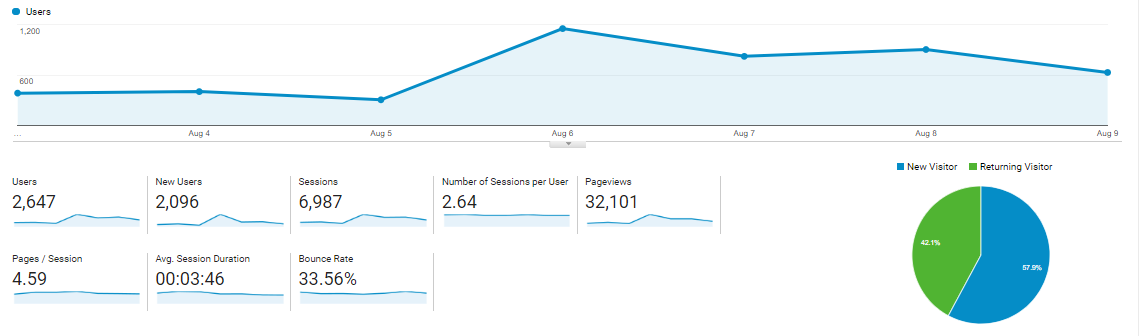 Users
1,200
600
...
Aug 4
Aug 5
Aug 6
Aug 7
Aug 8
Aug 9
Users
2,647
New Users
2,096
Sessions
6,987
Number of Sessions per User
2.64
Pageviews
32,101
Pages / Session
4.59
Avg. Session Duration
00:03:46
Bounce Rate
33.56%
New Visitor
Returning Visitor
42.1%
57.9%